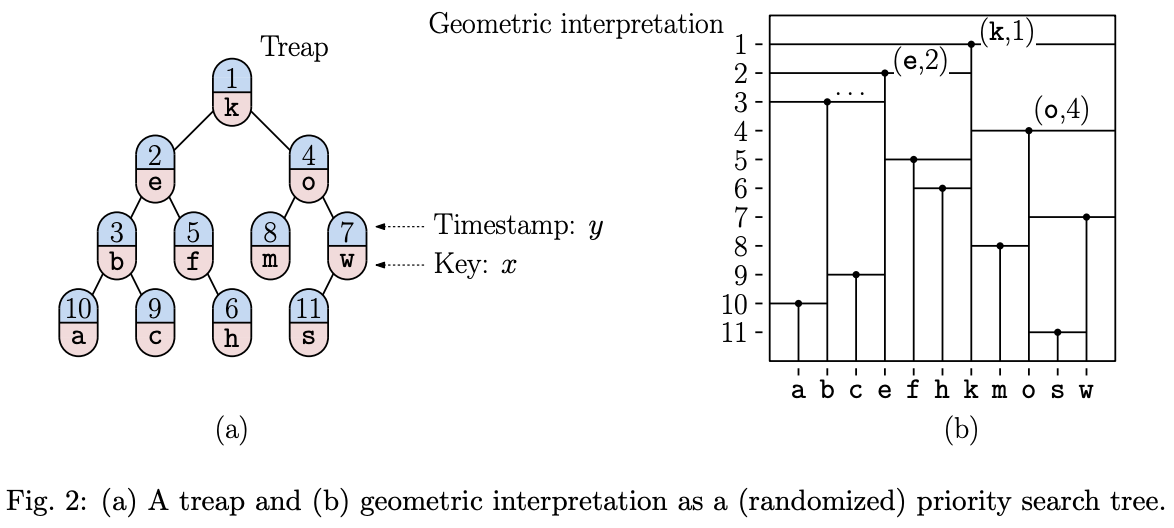 Treap
1
k
2
e
4
o
3
b
5
f
8
m
7
w
10
a
9
c
6
h
11
s
Timestamp: y
Key: x
(a)
Geometric interpretation
(k,1)
(e,2)
...
(o,4)
1
2
3
4
5
6
7
8
9
10
11
a b c e f h k m o s w
(b)
Fig. 2: (a) A treap and (b) geometric interpretation as a (randomized) priority search tree.